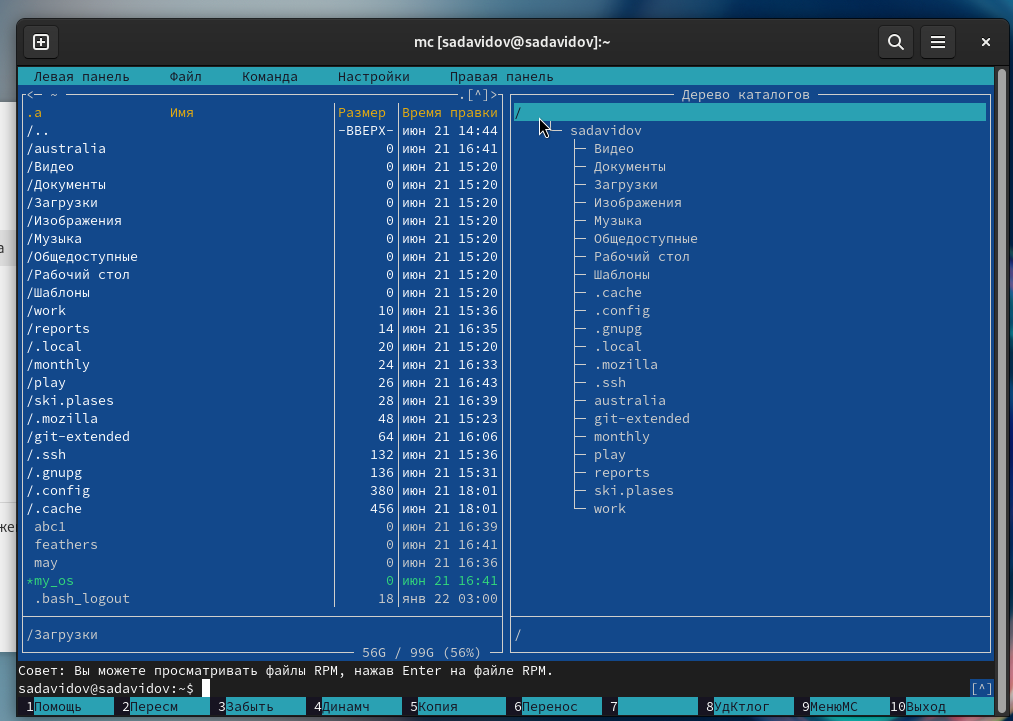 mc [sadavidov@sadavidov]:~
Левая панель Файл Команда Настройки Правая панель
<─ ~ .[^]>
.а Имя Размер Время правки
/.. -ВВЕРХ- июн 21 14:44
/australia 0 июн 21 16:41
/Видео 0 июн 21 15:20
/Документы 0 июн 21 15:20
/Загрузки 0 июн 21 15:20
/Изображения 0 июн 21 15:20
/Музыка 0 июн 21 15:20
/Общедоступные 0 июн 21 15:20
/Рабочий стол 0 июн 21 15:20
/Шаблоны 0 июн 21 15:20
/work 10 июн 21 15:36
/reports 14 июн 21 16:35
/.local 20 июн 21 15:20
/monthly 24 июн 21 16:33
/play 26 июн 21 16:43
/ski.plases 28 июн 21 16:39
/.mozilla 48 июн 21 15:23
/git-extended 64 июн 21 16:06
/.ssh 132 июн 21 15:36
/.gnupg 136 июн 21 15:31
/.config 380 июн 21 18:01
/.cache 456 июн 21 18:01
abc1 0 июн 21 16:39
feathers 0 июн 21 16:41
may 0 июн 21 16:36
*my_os 0 июн 21 16:41
.bash_logout 18 янв 22 03:00
/Загрузки
56G / 99G (56%)
Дерево каталогов
/
sadavidov
Видео
Документы
Загрузки
Изображения
Музыка
Общедоступные
Рабочий стол
Шаблоны
.cache
.config
.gnupg
.local
.mozilla
.ssh
australia
git-extended
monthly
play
reports
ski.plases
work
/
Совет: Вы можете просматривать файлы RPM, нажав Enter на файле RPM.
sadavidov@sadavidov:~$ [^]
1Помощь 2Пересм 3Забыть 4Динамч 5Копия 6Перенос 7 8УдКтлог 9МенюМС 10Выход